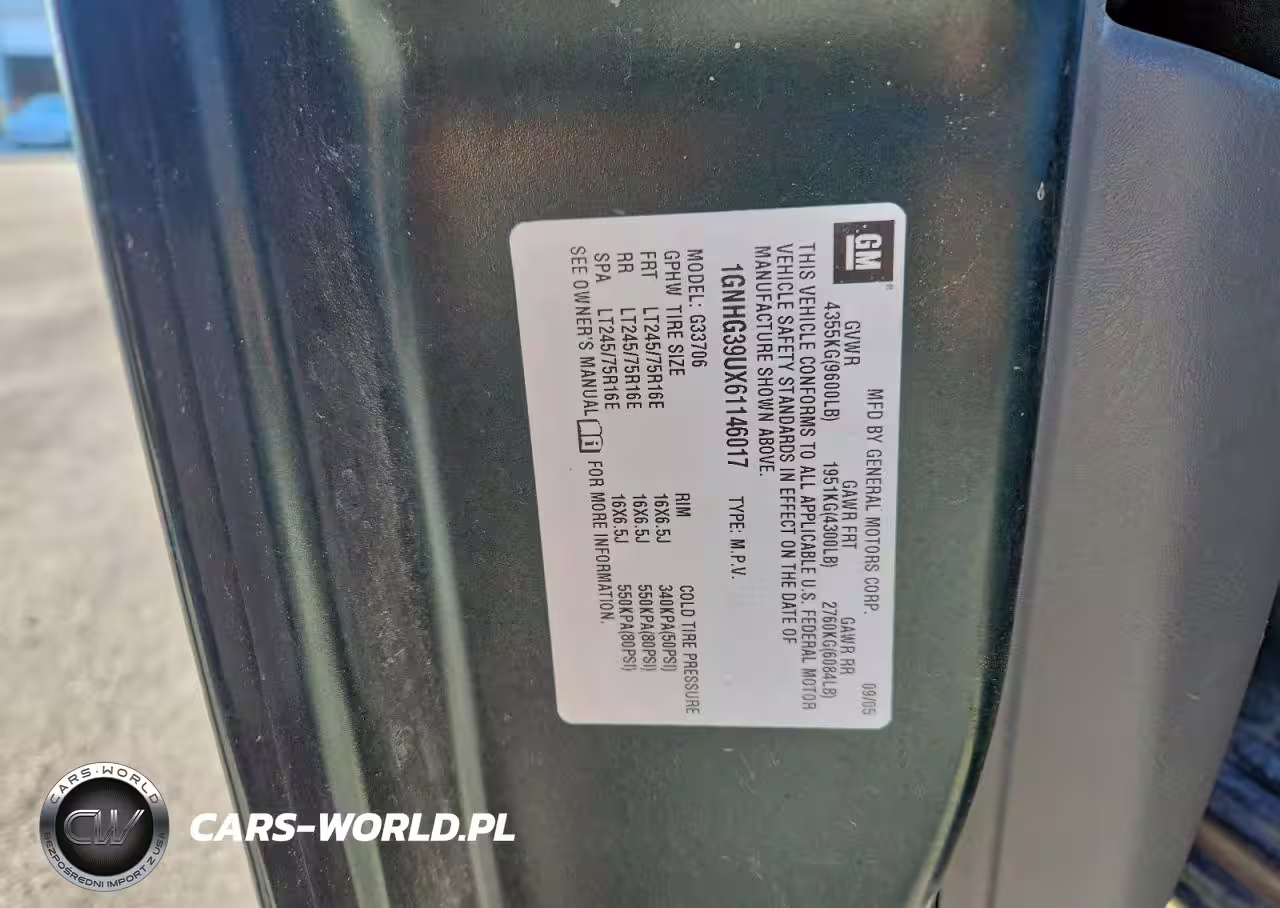 GM
MFD BY GENERAL MOTORS CORP. 09/05
GVWR GAWR FRT GAWR RR
4355KG(9600LB) 1951KG(4300LB) 2760KG(6084LB)
THIS VEHICLE CONFORMS TO ALL APPLICABLE U.S. FEDERAL MOTOR
VEHICLE SAFETY STANDARDS IN EFFECT ON THE DATE OF
MANUFACTURE SHOWN ABOVE.
1GNHG39UX61146017 TYPE: M.P.V.
MODEL: G33706
GPHW TIRE SIZE RIM COLD TIRE PRESSURE
FRT LT245/75R16E 16X6.5J 340KPA(50PSI)
RR LT245/75R16E 16X6.5J 550KPA(80PSI)
SPA LT245/75R16E 16X6.5J 550KPA(80PSI)
SEE OWNER'S MANUAL i FOR MORE INFORMATION.
CARS-WORLD
CW
BEZPOŚREDNI IMPORT Z USA
CARS-WORLD.PL